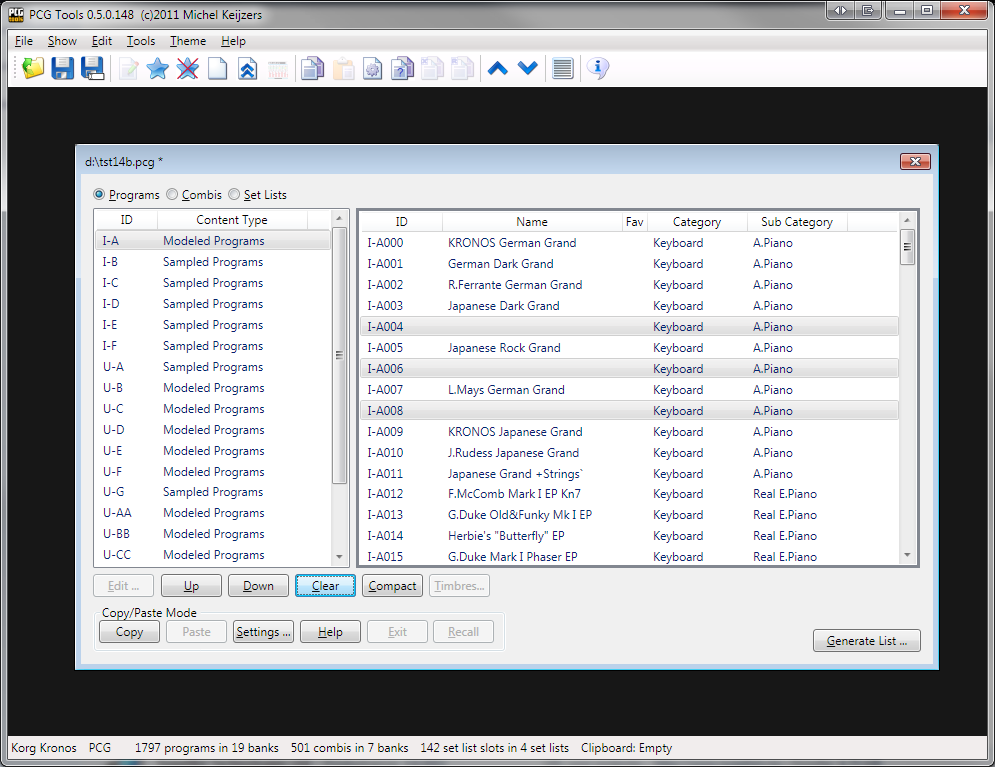 PCG Tools 0.5.0.148 (c)2011 Michel Keijzers
File Show Edit Tools Theme Help
d:\tst14b.pcg *
Programs Combis Set Lists
ID Content Type
I-A Modeled Programs
I-B Sampled Programs
I-C Sampled Programs
I-D Sampled Programs
I-E Sampled Programs
I-F Sampled Programs
U-A Sampled Programs
U-B Modeled Programs
U-C Modeled Programs
U-D Modeled Programs
U-E Modeled Programs
U-F Modeled Programs
U-G Sampled Programs
U-AA Modeled Programs
U-BB Modeled Programs
U-CC Modeled Programs
ID Name Fav Category Sub Category
I-A000 KRONOS German Grand Keyboard A.Piano
I-A001 German Dark Grand Keyboard A.Piano
I-A002 R.Ferrante German Grand Keyboard A.Piano
I-A003 Japanese Dark Grand Keyboard A.Piano
I-A004 Keyboard A.Piano
I-A005 Japanese Rock Grand Keyboard A.Piano
I-A006 Keyboard A.Piano
I-A007 L.Mays German Grand Keyboard A.Piano
I-A008 Keyboard A.Piano
I-A009 KRONOS Japanese Grand Keyboard A.Piano
I-A010 J.Rudess Japanese Grand Keyboard A.Piano
I-A011 Japanese Grand +Strings` Keyboard A.Piano
I-A012 F.McComb Mark I EP Kn7 Keyboard Real E.Piano
I-A013 G.Duke Old&Funky Mk I EP Keyboard Real E.Piano
I-A014 Herbie's "Butterfly" EP Keyboard Real E.Piano
I-A015 G.Duke Mark I Phaser EP Keyboard Real E.Piano
Edit ... Up Down Clear Compact Timbres...
Copy/Paste Mode
Copy Paste Settings ... Help Exit Recall
Generate List ...
Korg Kronos PCG 1797 programs in 19 banks 501 combis in 7 banks 142 set list slots in 4 set lists Clipboard: Empty